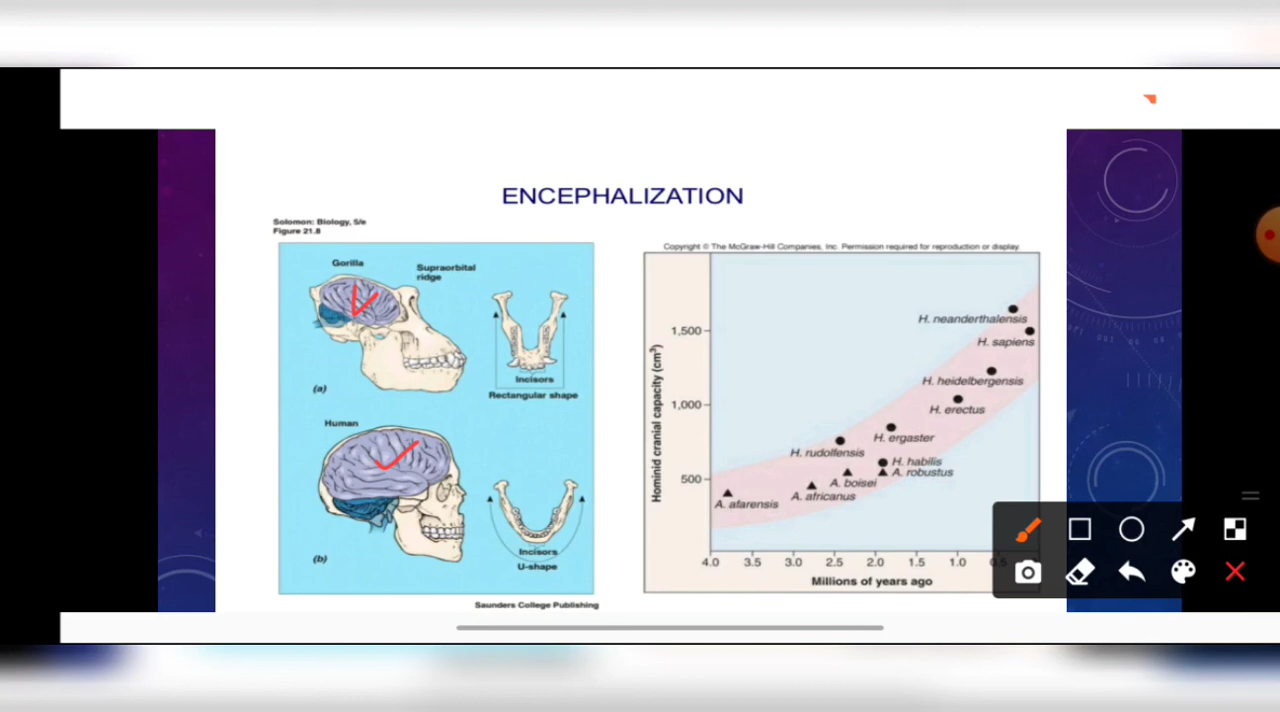 ENCEPHALIZATION
Solomon: Biology, 5/e
Figure 21.8
Gorilla
Supraorbital
ridge
Incisors
Rectangular shape
(a)
Human
Incisors
U-shape
(b)
Saunders College Publishing
Copyright © The McGraw-Hill Companies, Inc. Permission required for reproduction or display.
Hominid cranial capacity (cm³)
1,500
1,000
500
H. neanderthalensis
H. sapiens
H. heidelbergensis
H. erectus
H. ergaster
H. rudolfensis
H. habilis
A. robustus
A. boisei
A. africanus
A. afarensis
4.0 3.5 3.0 2.5 2.0 1.5 1.0 0.5
Millions of years ago